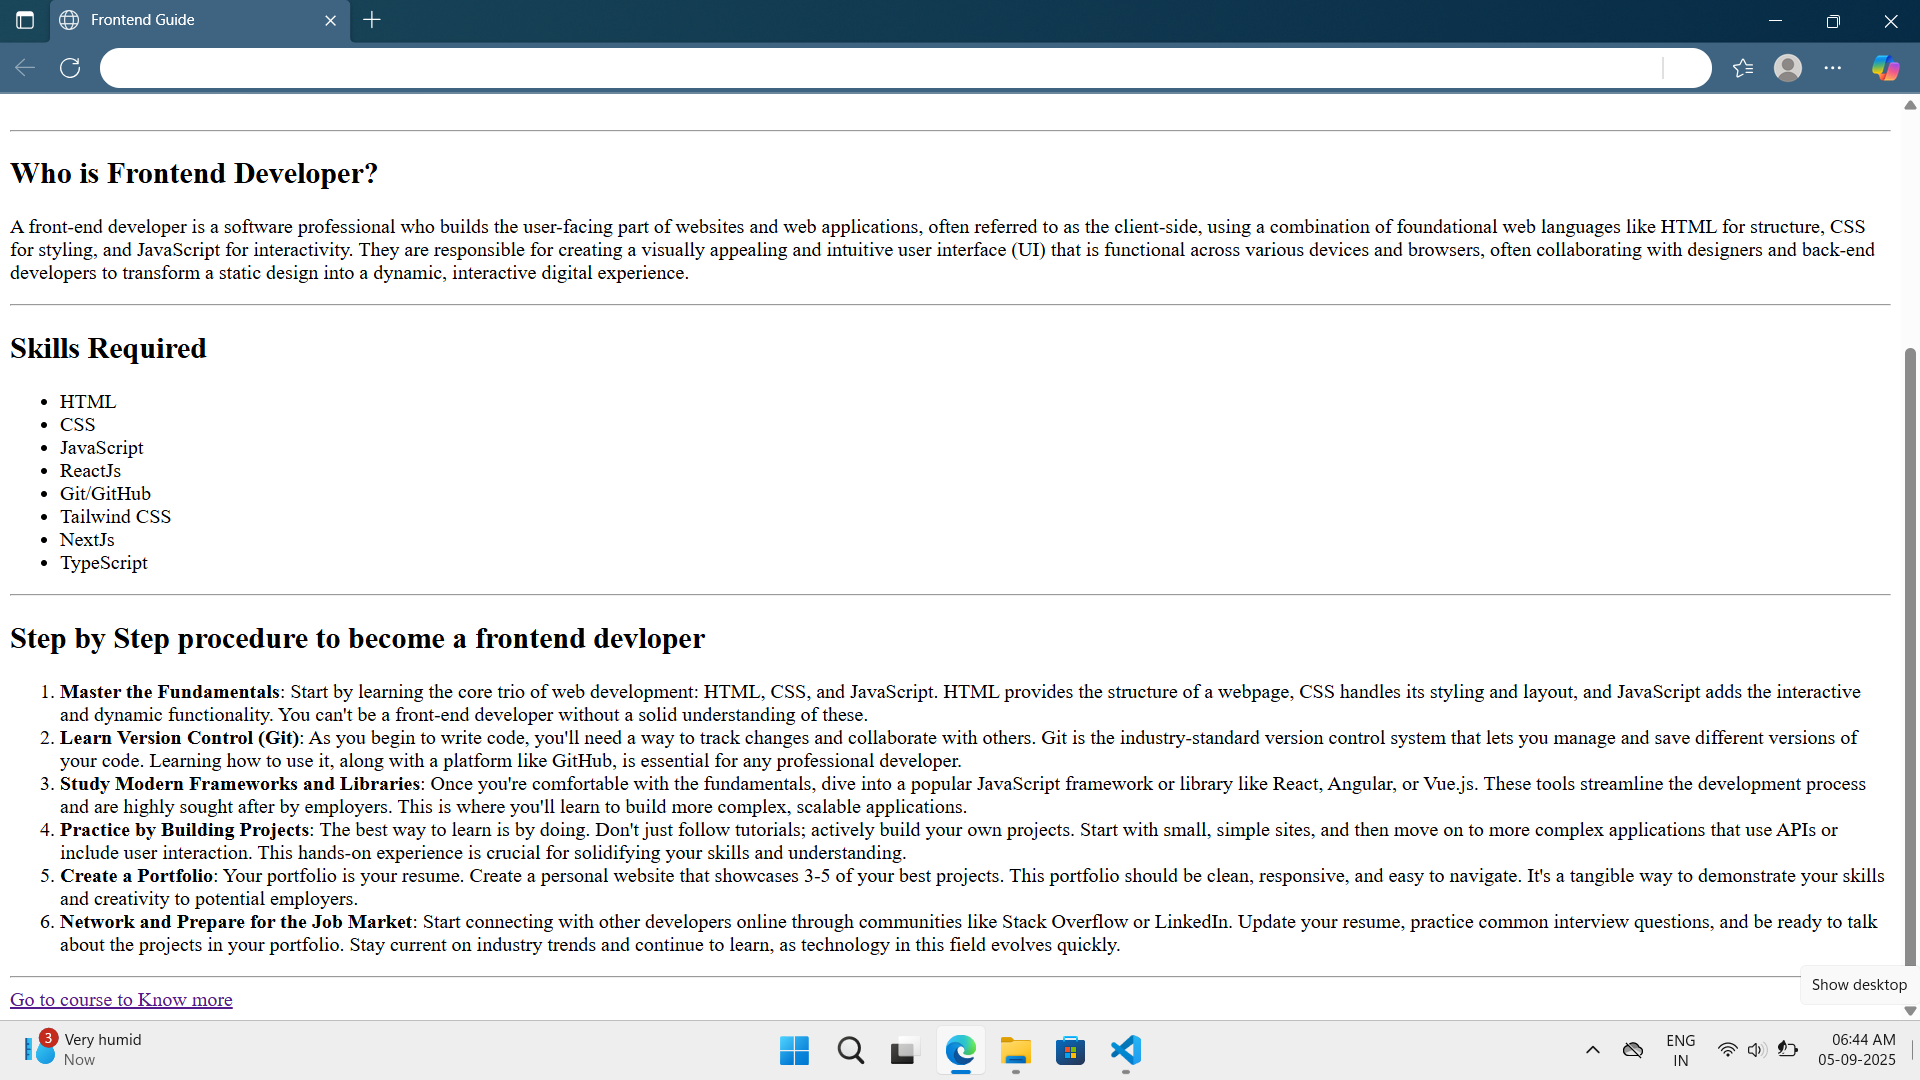 Frontend Guide
Who is Frontend Developer?
A front-end developer is a software professional who builds the user-facing part of websites and web applications, often referred to as the client-side, using a combination of foundational web languages like HTML for structure, CSS
for styling, and JavaScript for interactivity. They are responsible for creating a visually appealing and intuitive user interface (UI) that is functional across various devices and browsers, often collaborating with designers and back-end
developers to transform a static design into a dynamic, interactive digital experience.
Skills Required
• HTML
• CSS
• JavaScript
• ReactJs
• Git/GitHub
• Tailwind CSS
• NextJs
• TypeScript
Step by Step procedure to become a frontend devloper
1. Master the Fundamentals: Start by learning the core trio of web development: HTML, CSS, and JavaScript. HTML provides the structure of a webpage, CSS handles its styling and layout, and JavaScript adds the interactive
and dynamic functionality. You can't be a front-end developer without a solid understanding of these.
2. Learn Version Control (Git): As you begin to write code, you'll need a way to track changes and collaborate with others. Git is the industry-standard version control system that lets you manage and save different versions of
your code. Learning how to use it, along with a platform like GitHub, is essential for any professional developer.
3. Study Modern Frameworks and Libraries: Once you're comfortable with the fundamentals, dive into a popular JavaScript framework or library like React, Angular, or Vue.js. These tools streamline the development process
and are highly sought after by employers. This is where you'll learn to build more complex, scalable applications.
4. Practice by Building Projects: The best way to learn is by doing. Don't just follow tutorials; actively build your own projects. Start with small, simple sites, and then move on to more complex applications that use APIs or
include user interaction. This hands-on experience is crucial for solidifying your skills and understanding.
5. Create a Portfolio: Your portfolio is your resume. Create a personal website that showcases 3-5 of your best projects. This portfolio should be clean, responsive, and easy to navigate. It's a tangible way to demonstrate your skills
and creativity to potential employers.
6. Network and Prepare for the Job Market: Start connecting with other developers online through communities like Stack Overflow or LinkedIn. Update your resume, practice common interview questions, and be ready to talk
about the projects in your portfolio. Stay current on industry trends and continue to learn, as technology in this field evolves quickly.
Show desktop
Go to course to Know more
3
Very humid
Now
ENG
IN
06:44 AM
05-09-2025